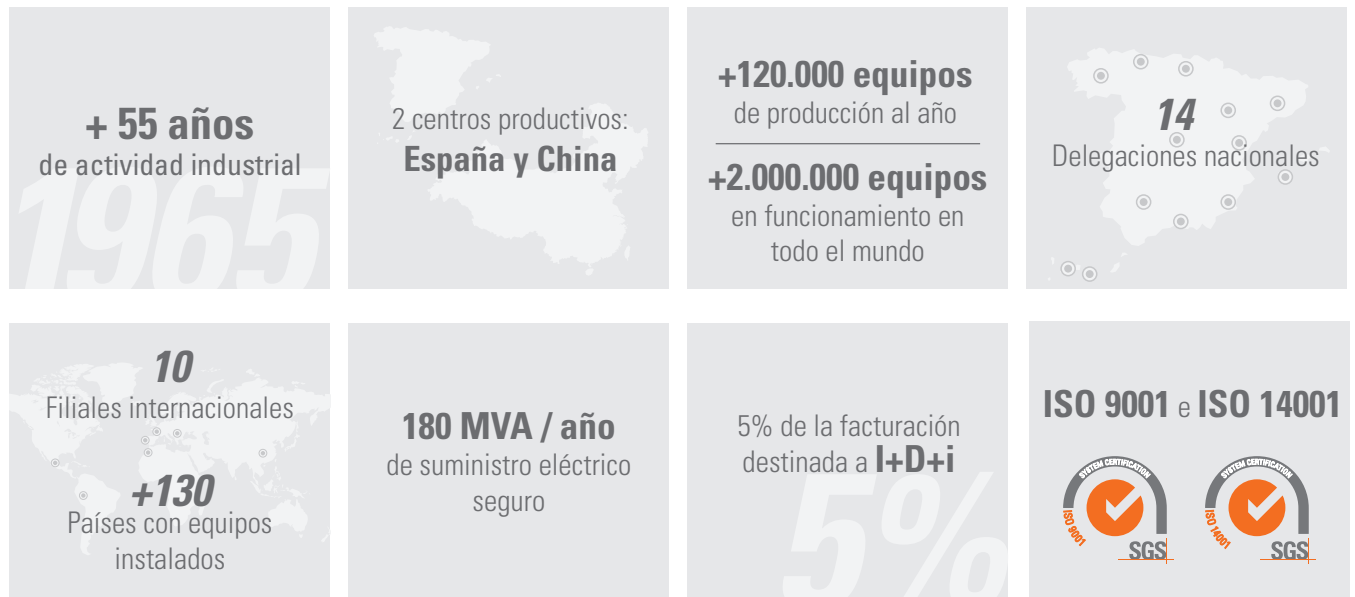 + 55 años
de actividad industrial
1965
2 centros productivos:
España y China
+120.000 equipos
de producción al año
+2.000.000 equipos
en funcionamiento en
todo el mundo
14
Delegaciones nacionales
10
Filiales internacionales
+130
Países con equipos
instalados
180 MVA / año
de suministro eléctrico
seguro
5% de la facturación
destinada a I+D+i
5%
ISO 9001 e ISO 14001
SYSTEM CERTIFICATION
ISO 9001
SGS
SYSTEM CERTIFICATION
ISO 14001
SGS